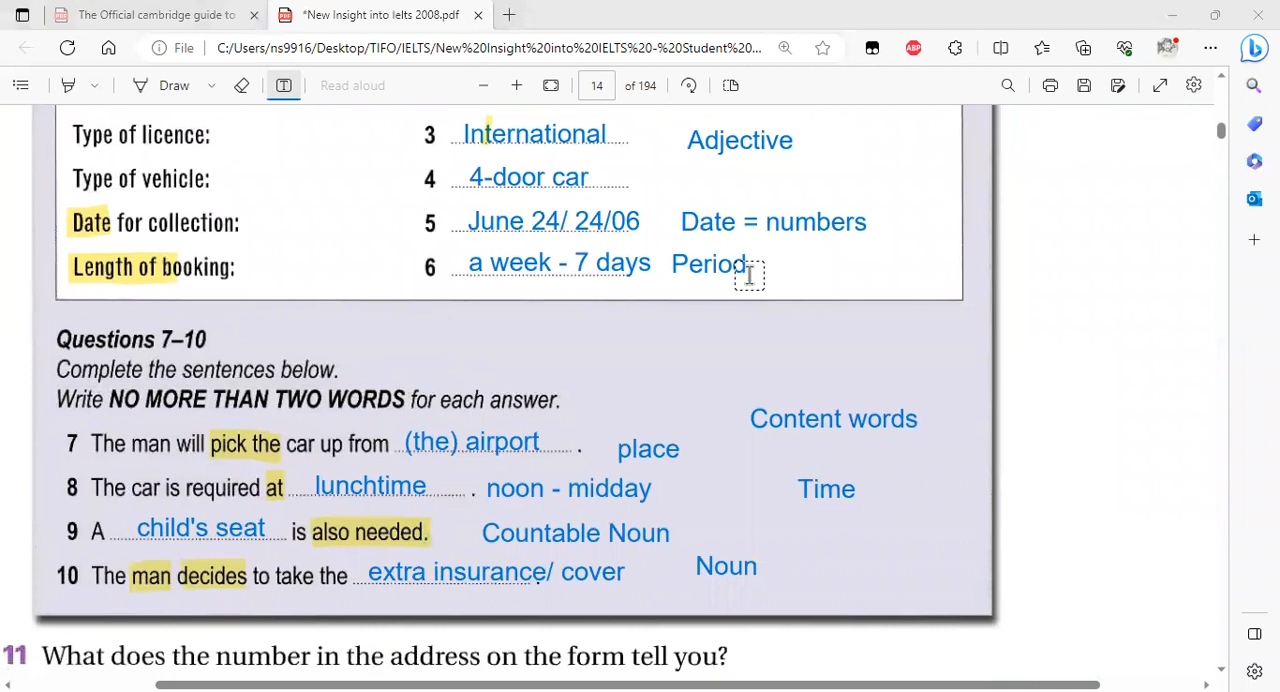 The Official cambridge guide to
*New Insight into Ielts 2008.pdf
File C:/Users/ns9916/Desktop/TIFO/IELTS/New%20Insight%20into%20IELTS%20-%20Student%20...
ABP
Draw Read aloud 14 of 194
Type of licence: 3 International Adjective
Type of vehicle: 4 4-door car
Date for collection: 5 June 24/ 24/06 Date = numbers
Length of booking: 6 a week - 7 days Period
Questions 7–10
Complete the sentences below.
Write NO MORE THAN TWO WORDS for each answer.
Content words
7 The man will pick the car up from (the) airport . place
8 The car is required at lunchtime . noon - midday Time
9 A child's seat is also needed. Countable Noun
10 The man decides to take the extra insurance/ cover . Noun
11 What does the number in the address on the form tell you?